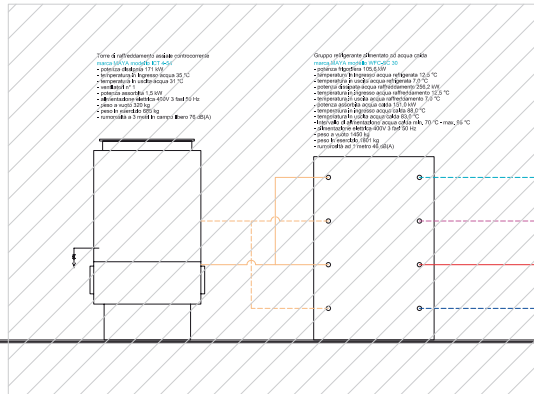 Torre di raffreddamento assiale controcorrente
marca MAYA modello ICT 4-54
- potenza dissipata 171 kW
- temperatura in ingresso acqua 35 °C
- temperatura in uscita acqua 31 °C
- ventilatori n° 1
- potenza assorbita 1,5 kW
- alimentazione elettrica 400V 3 fasi 50 Hz
- peso a vuoto 320 kg
- peso in esercizio 685 kg
- rumorosità a 3 metri in campo libero 76 dB(A)
Gruppo refrigerante alimentato ad acqua calda
marca MAYA modello WFC-SC 30
- potenza frigorifera 105,6 kW
- temperatura in ingresso acqua refrigerata 12,5 °C
- temperatura in uscita acqua refrigerata 7,0 °C
- potenza dissipata acqua raffreddamento 256,2 kW
- temperatura in ingresso acqua raffreddamento 12,5 °C
- temperatura in uscita acqua raffreddamento 7,0 °C
- potenza assorbita acqua calda 151,0 kW
- temperatura in ingresso acqua calda 88,0 °C
- temperatura in uscita acqua calda 83,0 °C
- intervallo di alimentazione acqua calda min. 70 °C - max. 95 °C
- alimentazione elettrica 400V 3 fasi 50 Hz
- peso a vuoto 1450 kg
- peso in esercizio 1801 kg
- rumorosità ad 1 metro 46 dB(A)